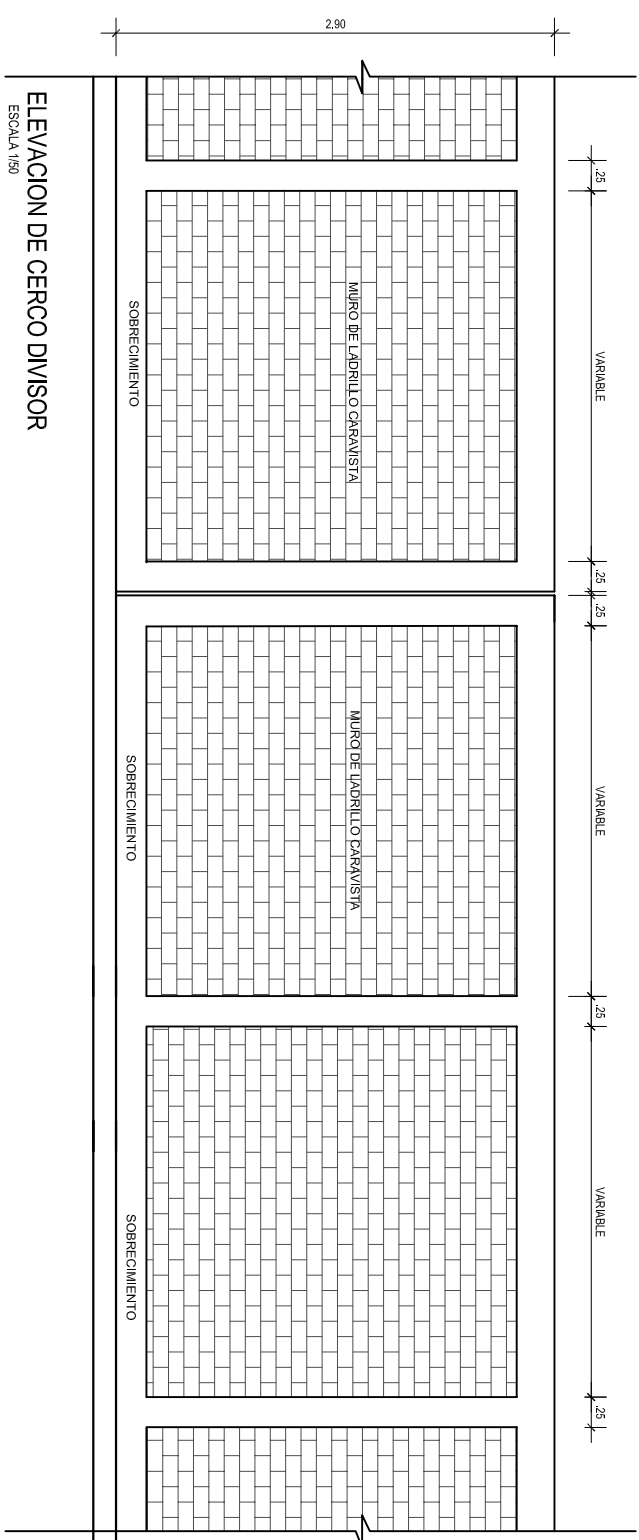 2.90
.25
VARIABLE
.25
.25
VARIABLE
.25
VARIABLE
.25
MURO DE LADRILLO CARAVISTA
MURO DE LADRILLO CARAVISTA
SOBRECIMIENTO
SOBRECIMIENTO
SOBRECIMIENTO
ELEVACION DE CERCO DIVISOR
ESCALA 1/50